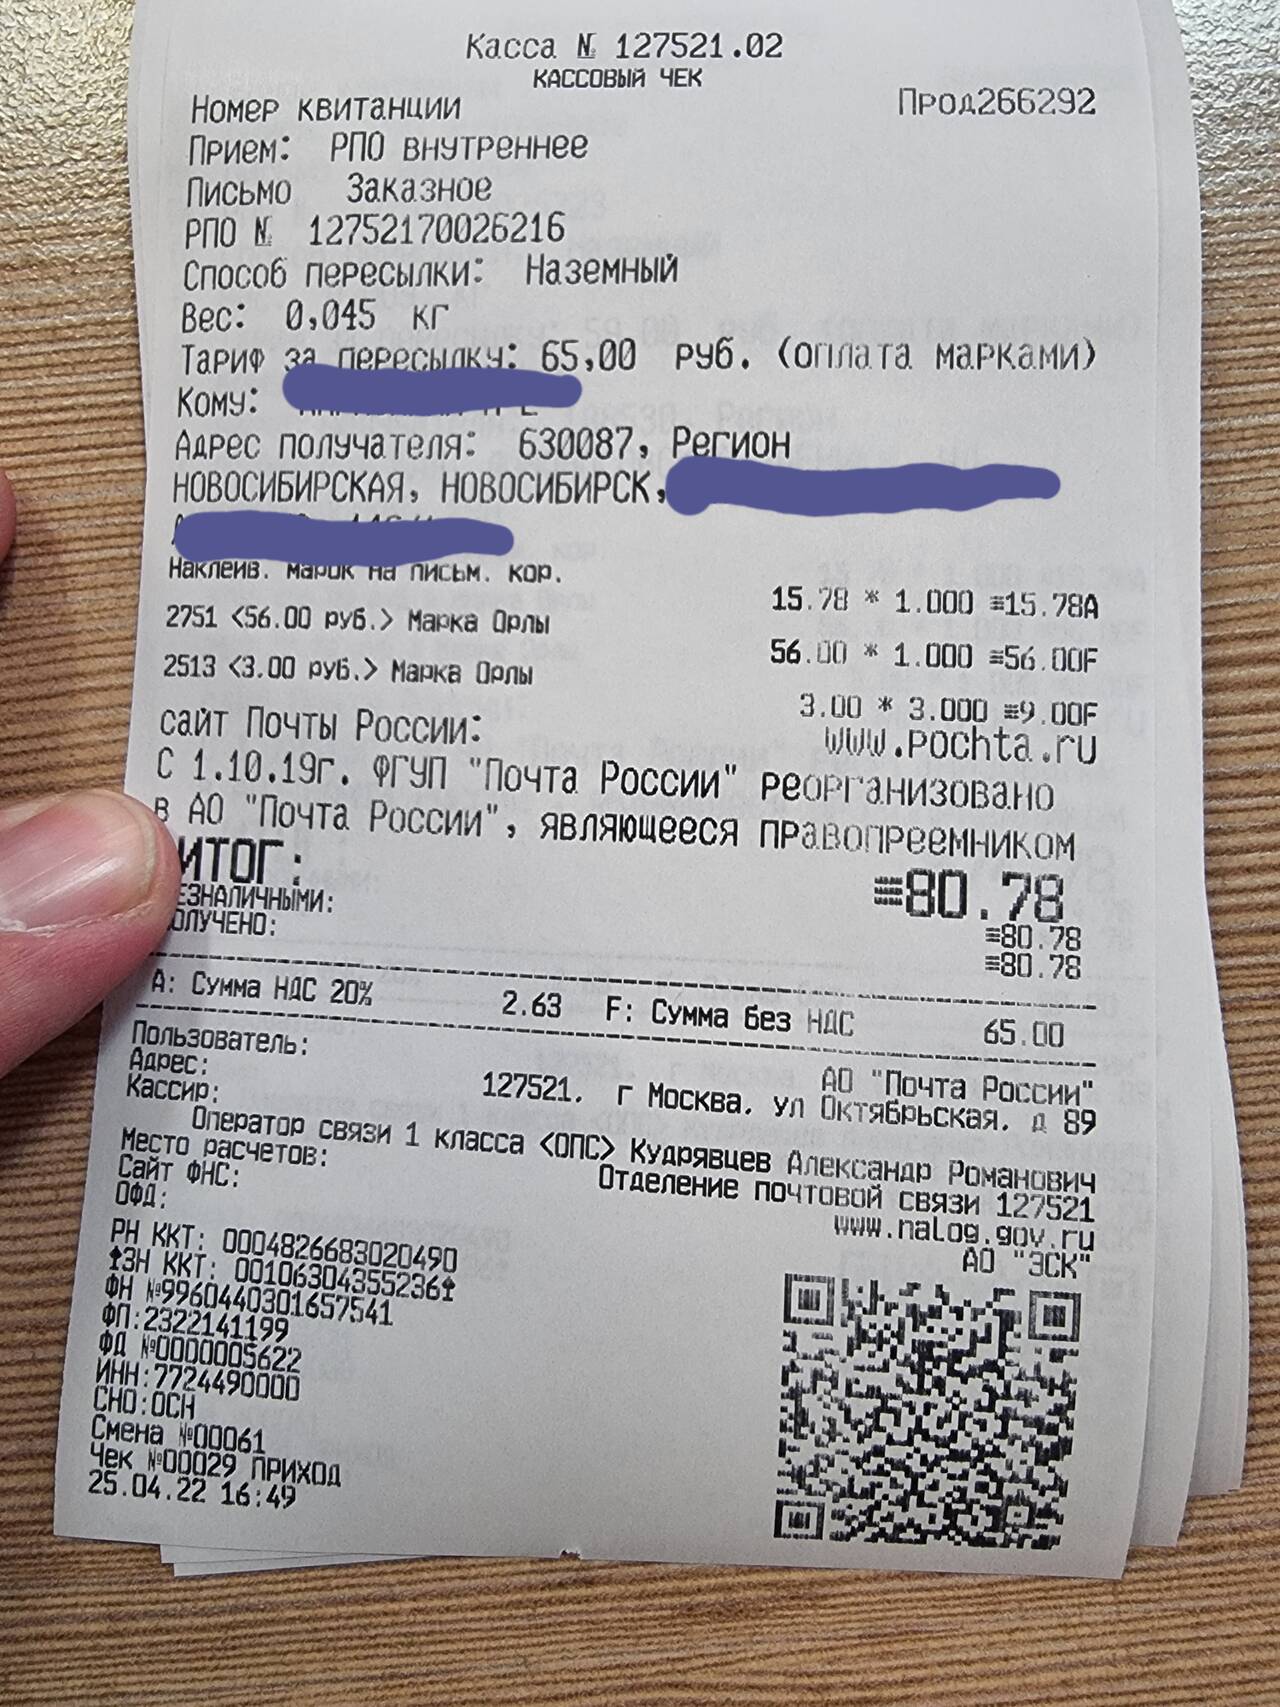 Касса № 127521.02
КАССОВЫЙ ЧЕК
Номер квитанции Прод266292
Прием: РПО внутреннее
Письмо Заказное
РПО № 12752170026216
Способ пересылки: Наземный
Вес: 0,045 кг
Тариф за пересылку: 65,00 руб. (оплата марками)
Кому:
Адрес получателя: 630087, Регион
НОВОСИБИРСКАЯ, НОВОСИБИРСК,
Наклеив. марок на письм. кор.
15.78 * 1.000 ≡15.78А
2751 <56.00 руб.> Марка Орлы
56.00 * 1.000 ≡56.00F
2513 <3.00 руб.> Марка Орлы
3.00 * 3.000 ≡9.00F
сайт Почты России: www.pochta.ru
С 1.10.19г. ФГУП "Почта России" реорганизовано
в АО "Почта России", являющееся правопреемником
ИТОГ: ≡80.78
ЕЗНАЛИЧНЫМИ: ≡80.78
ОЛУЧЕНО: ≡80.78
А: Сумма НДС 20% 2.63 F: Сумма без НДС 65.00
Пользователь: АО "Почта России"
Адрес: 127521, г Москва, ул Октябрьская, д 89
Кассир:
Оператор связи 1 класса <ОПС> Кудрявцев Александр Романович
Место расчетов: Отделение почтовой связи 127521
Сайт ФНС: www.nalog.gov.ru
ОФД: АО "ЭСК"
РН ККТ: 0004826683020490
ЗН ККТ: 00106304355236
ФН №9960440301657541
ФП:2322141199
ФД №0000005622
ИНН:7724490000
СНО:ОСН
Смена №00061
Чек №00029 ПРИХОД
25.04.22 16:49